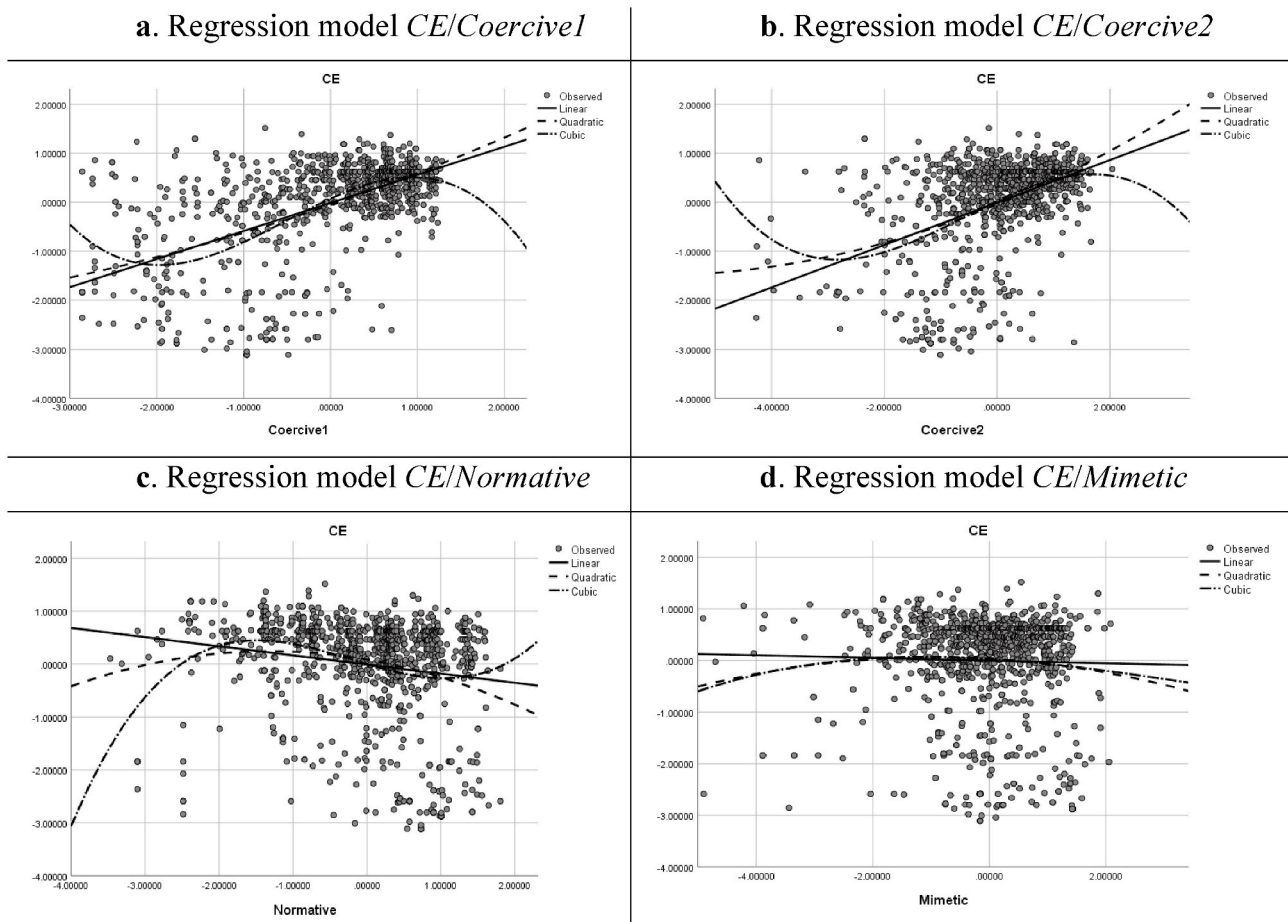 a. Regression model CE/Coercive1
b. Regression model CE/Coercive2
CE
Observed
Linear
Quadratic
Cubic
2.00000
1.00000
.00000
-1.00000
-2.00000
-3.00000
-4.00000
-3.00000 -2.00000 -1.00000 .00000 1.00000 2.00000
Coercive1
CE
Observed
Linear
Quadratic
Cubic
2.00000
1.00000
.00000
-1.00000
-2.00000
-3.00000
-4.00000
-4.00000 -2.00000 .00000 2.00000
Coercive2
c. Regression model CE/Normative
d. Regression model CE/Mimetic
CE
Observed
Linear
Quadratic
Cubic
2.00000
1.00000
.00000
-1.00000
-2.00000
-3.00000
-4.00000
-4.00000 -3.00000 -2.00000 -1.00000 .00000 1.00000 2.00000
Normative
CE
Observed
Linear
Quadratic
Cubic
2.00000
1.00000
.00000
-1.00000
-2.00000
-3.00000
-4.00000
-4.00000 -2.00000 .00000 2.00000
Mimetic